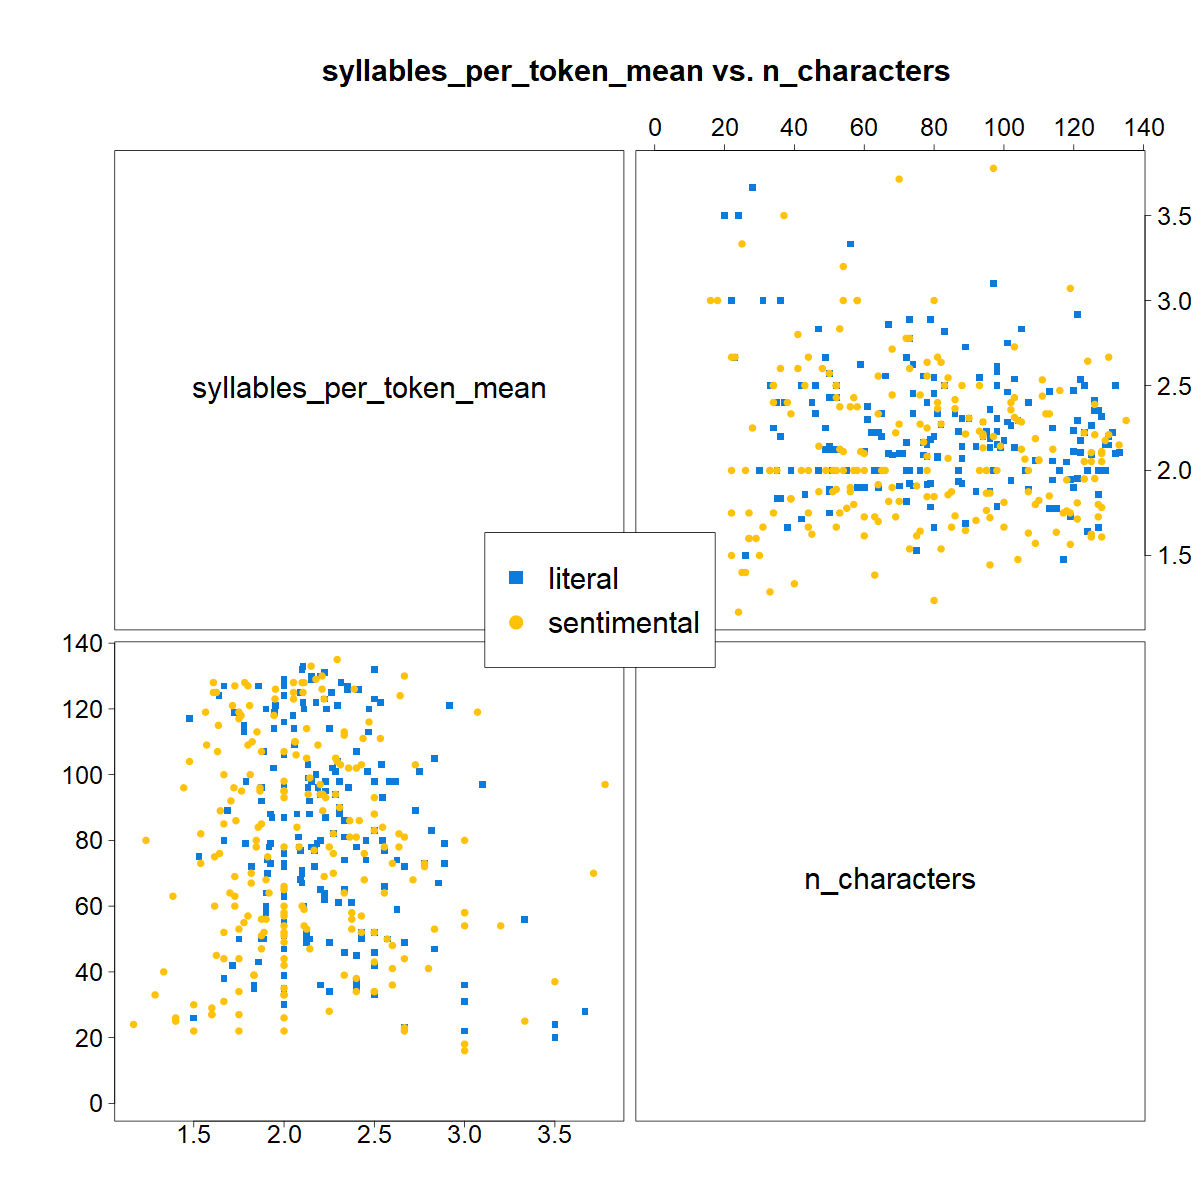 syllables_per_token_mean vs. n_characters
0 20 40 60 80 100 120 140
syllables_per_token_mean
3.5
3.0
2.5
2.0
1.5
literal
sentimental
140
120
100
80
60
40
20
0
n_characters
1.5 2.0 2.5 3.0 3.5